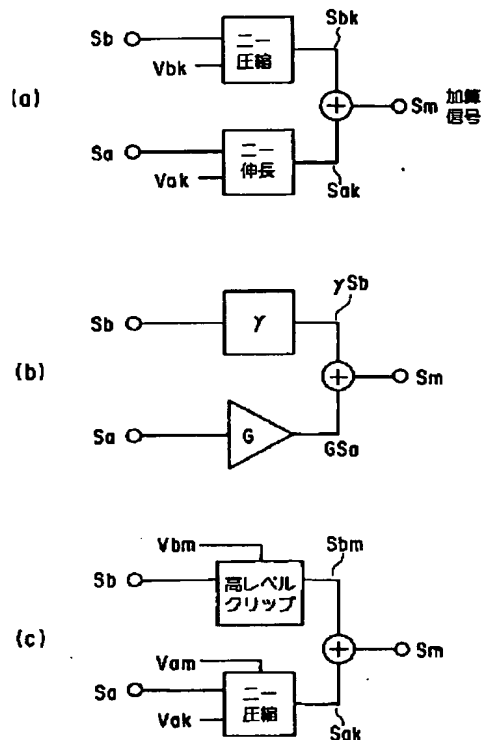 (a)
Sb
Vbk
ニー
圧縮
Sbk
Sm 加算
信号
Sa
Vak
ニー
伸長
Sak
(b)
Sb
γ
γSb
Sm
Sa
G
GSa
(c)
Vbm
Sb
高レベル
クリップ
Sbm
Sm
Vam
Sa
Vak
ニー
圧縮
Sak